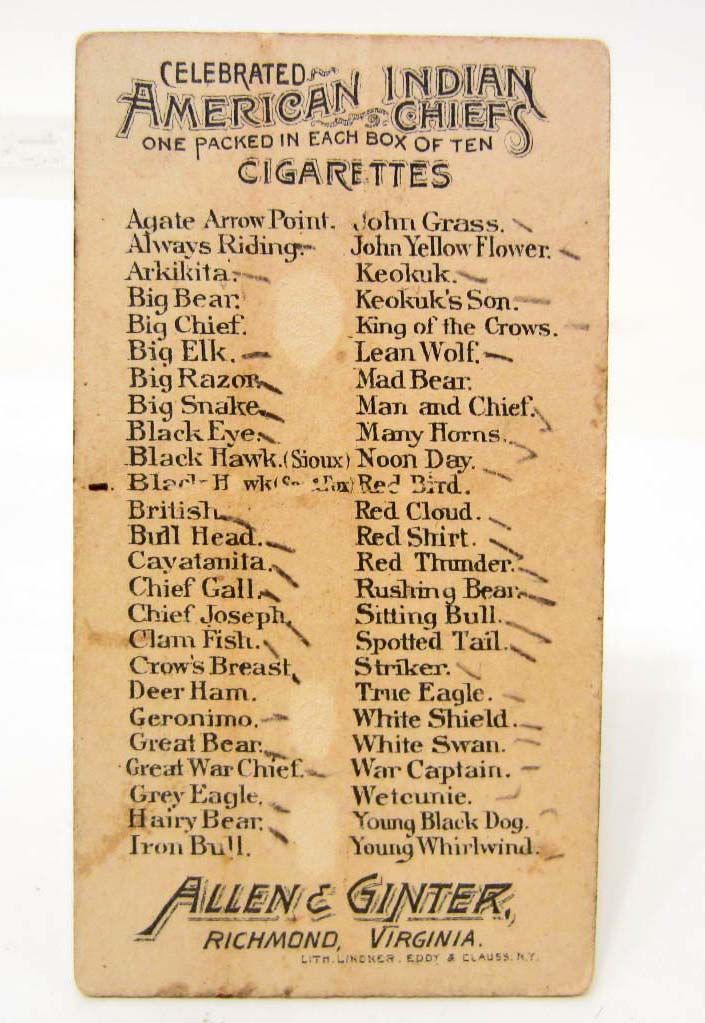 CELEBRATED
AMERICAN INDIAN
CHIEFS
ONE PACKED IN EACH BOX OF TEN
CIGARETTES
Agate Arrow Point.
Always Riding.
Arkikita.
Big Bear.
Big Chief.
Big Elk.
Big Razor.
Big Snake.
Black Eye.
Black Hawk.(Sioux)
Black Hawk (Sac & Fox)
British.
Bull Head.
Cayatanita.
Chief Gall.
Chief Joseph.
Clam Fish.
Crow's Breast.
Deer Ham.
Geronimo.
Great Bear.
Great War Chief.
Grey Eagle.
Hairy Bear.
Iron Bull.
John Grass.
John Yellow Flower.
Keokuk.
Keokuk's Son.
King of the Crows.
Lean Wolf.
Mad Bear.
Man and Chief.
Many Horns.
Noon Day.
Red Bird.
Red Cloud.
Red Shirt.
Red Thunder.
Rushing Bear.
Sitting Bull.
Spotted Tail.
Striker.
True Eagle.
White Shield.
White Swan.
War Captain.
Wetcunie.
Young Black Dog.
Young Whirlwind.
ALLEN & GINTER,
RICHMOND, VIRGINIA.
LITH. LINDNER, EDDY & CLAUSS. N.Y.